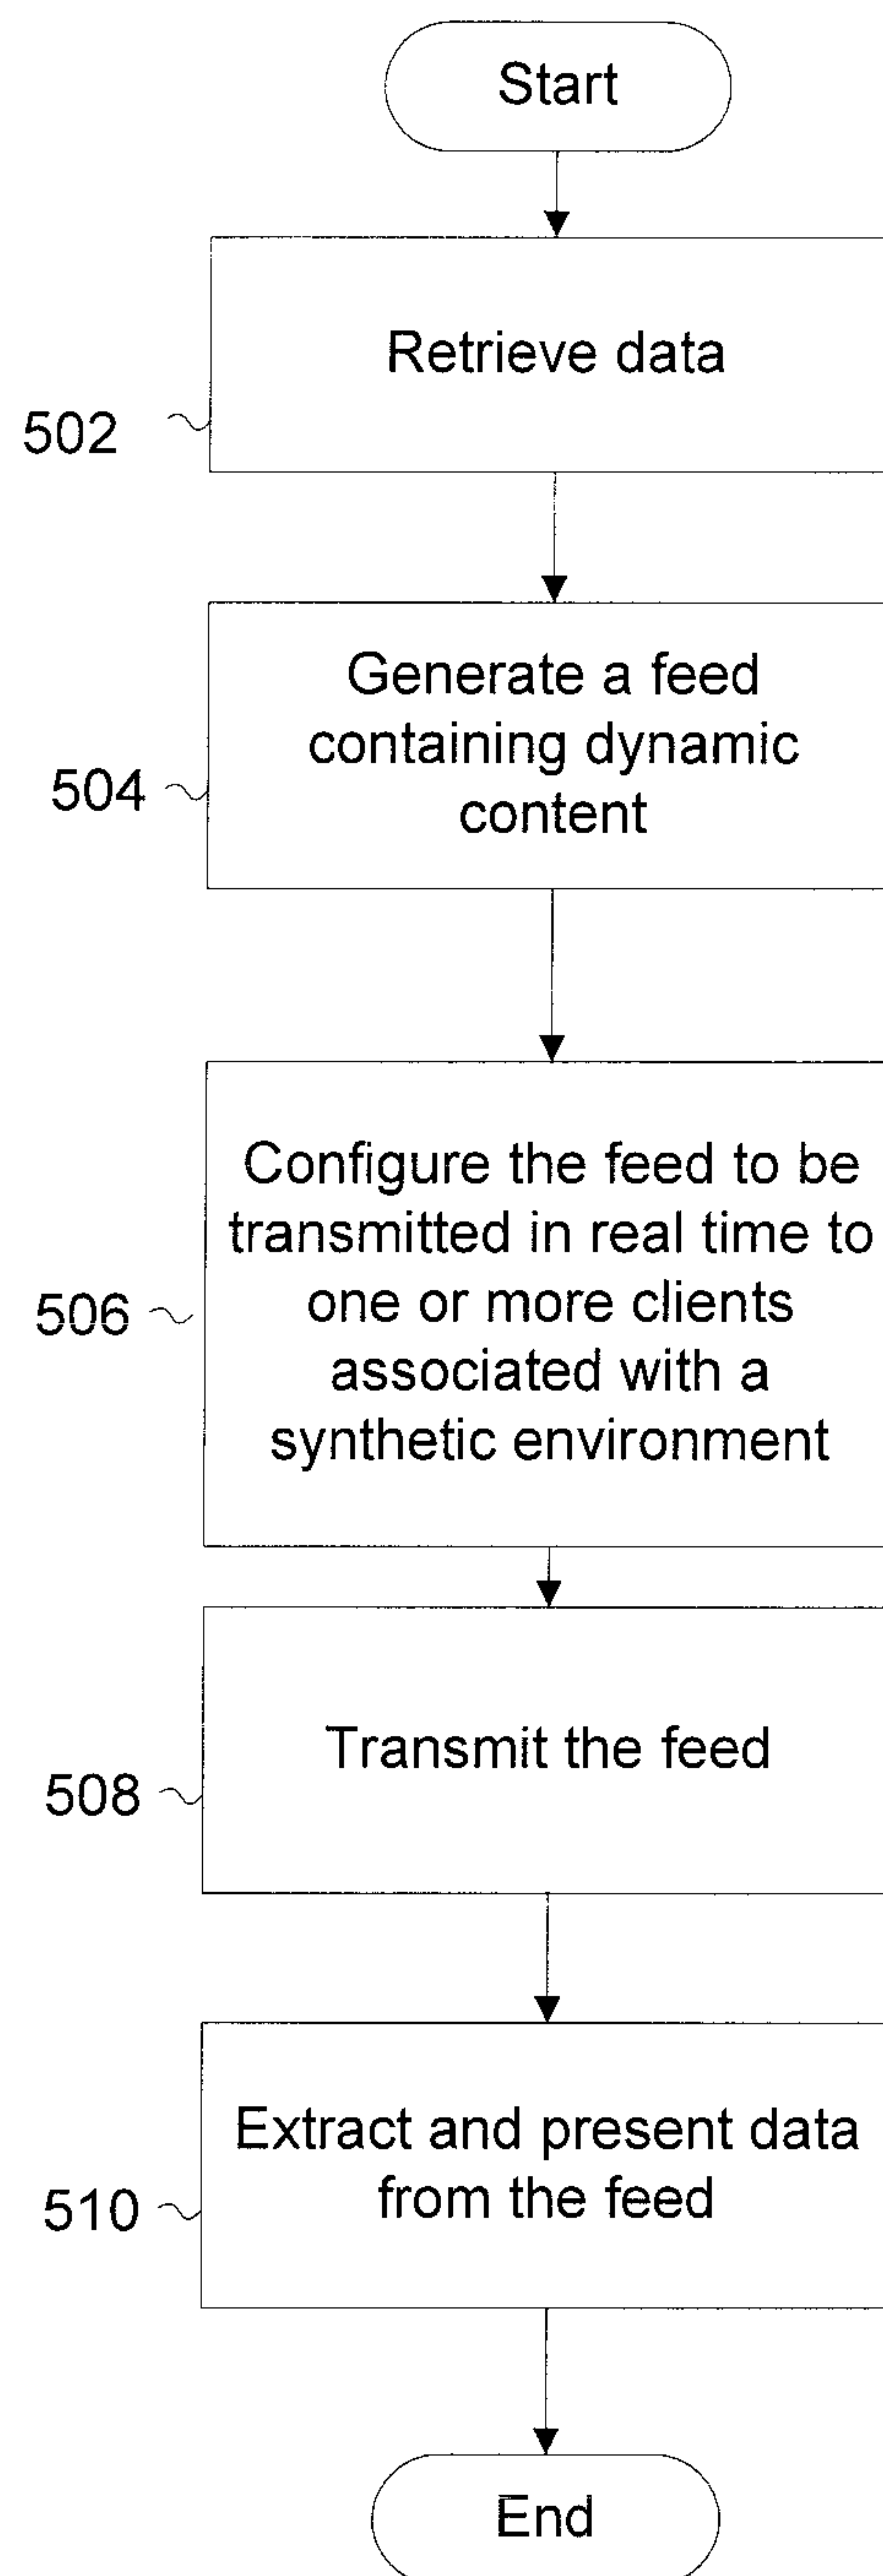 Start
Retrieve data
502
Generate a feed
containing dynamic
content
504
Configure the feed to be
transmitted in real time to
one or more clients
associated with a
synthetic environment
506
Transmit the feed
508
Extract and present data
from the feed
510
End